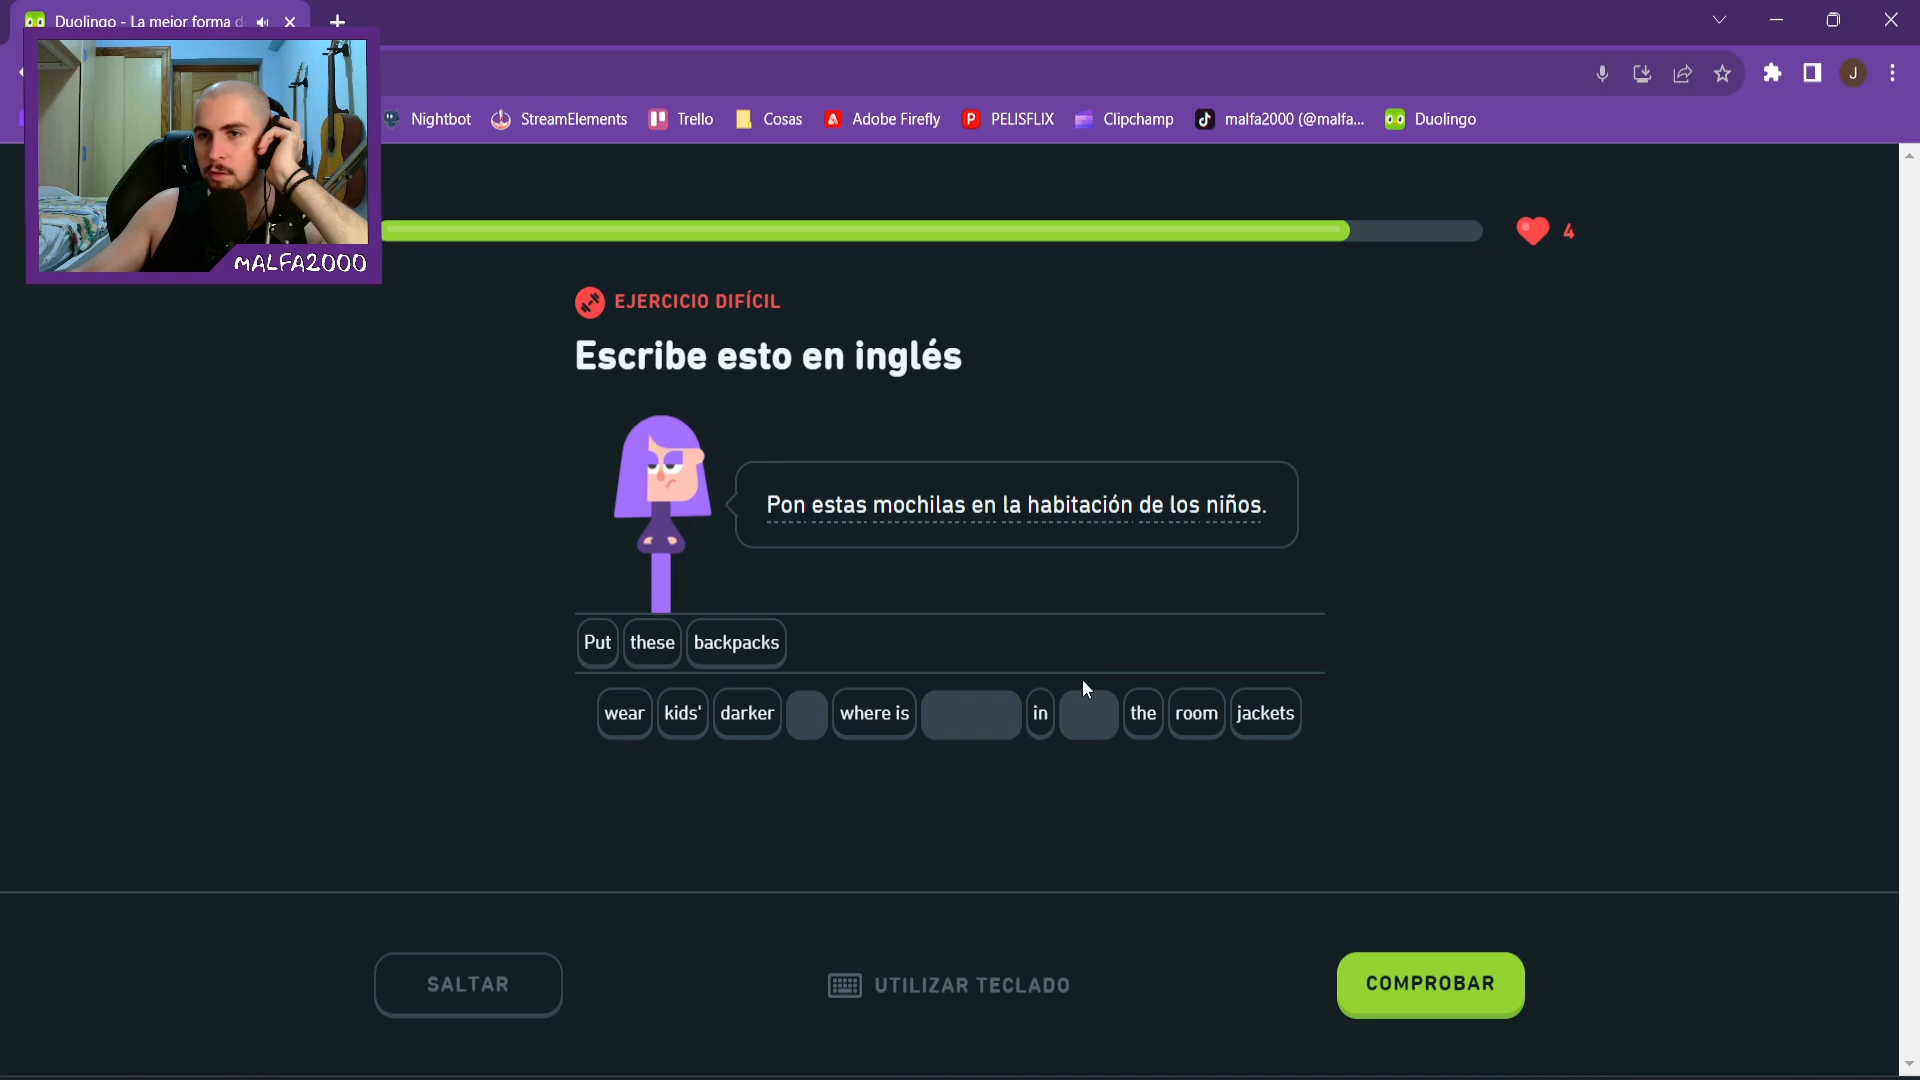 Duolingo - La mejor forma d
J
Nightbot
StreamElements
Trello
Cosas
Adobe Firefly
P
PELISFLIX
Clipchamp
malfa2000 (@malfa...
Duolingo
MALFA2000
4
EJERCICIO DIFÍCIL
Escribe esto en inglés
Pon estas mochilas en la habitación de los niños.
Put these backpacks
wear kids' darker where is in the room jackets
SALTAR
UTILIZAR TECLADO
COMPROBAR